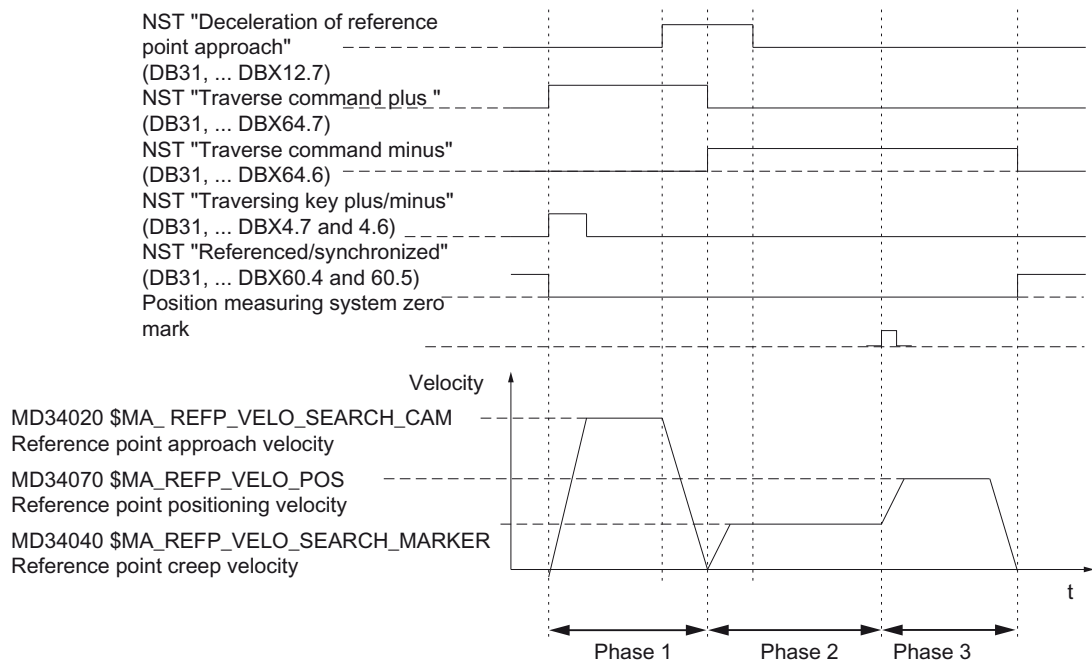 NST "Deceleration of reference
point approach"
(DB31, ... DBX12.7)
NST "Traverse command plus "
(DB31, ... DBX64.7)
NST "Traverse command minus"
(DB31, ... DBX64.6)
NST "Traversing key plus/minus"
(DB31, ... DBX4.7 and 4.6)
NST "Referenced/synchronized"
(DB31, ... DBX60.4 and 60.5)
Position measuring system zero
mark
Velocity
MD34020 $MA_ REFP_VELO_SEARCH_CAM
Reference point approach velocity
MD34070 $MA_REFP_VELO_POS
Reference point positioning velocity
MD34040 $MA_REFP_VELO_SEARCH_MARKER
Reference point creep velocity
t
Phase 1
Phase 2
Phase 3